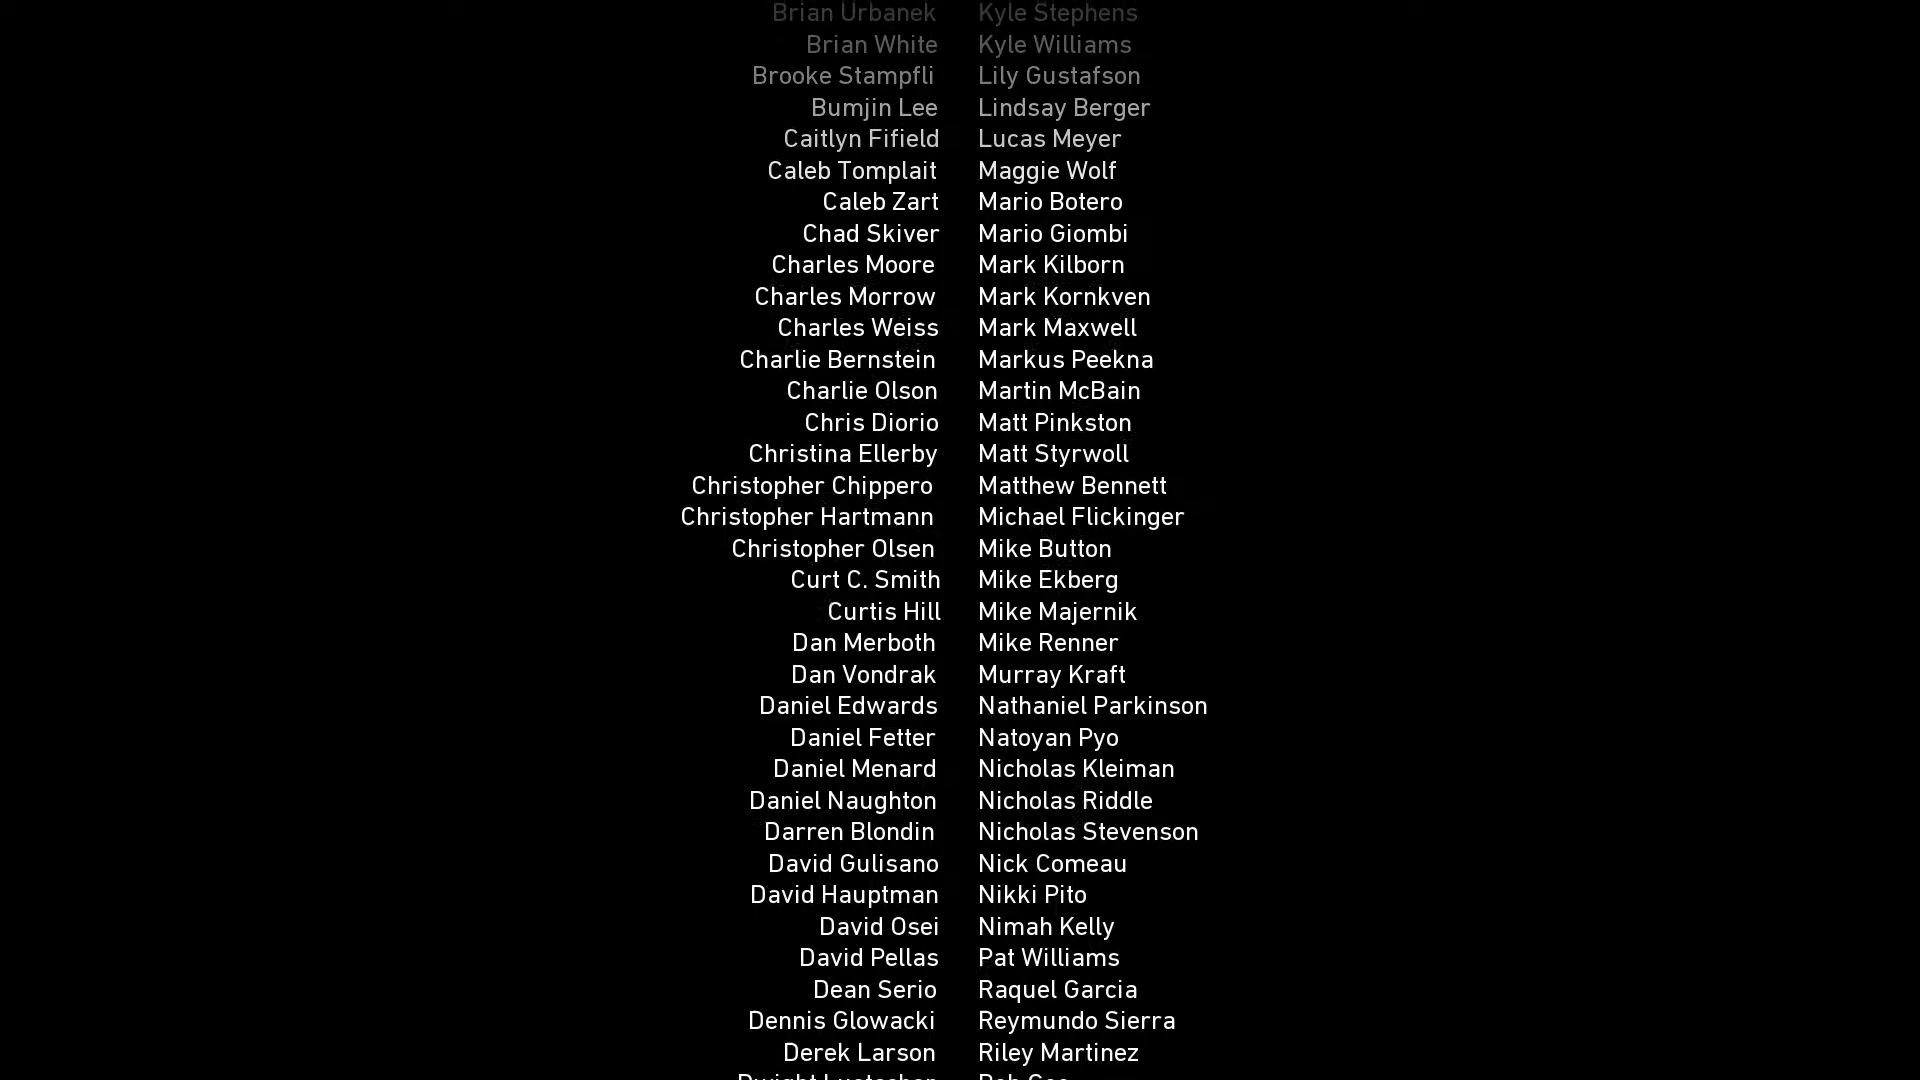 Brian Urbanek Kyle Stephens
Brian White Kyle Williams
Brooke Stampfli Lily Gustafson
Bumjin Lee Lindsay Berger
Caitlyn Fifield Lucas Meyer
Caleb Tomplait Maggie Wolf
Caleb Zart Mario Botero
Chad Skiver Mario Giombi
Charles Moore Mark Kilborn
Charles Morrow Mark Kornkven
Charles Weiss Mark Maxwell
Charlie Bernstein Markus Peekna
Charlie Olson Martin McBain
Chris Diorio Matt Pinkston
Christina Ellerby Matt Styrwoll
Christopher Chippero Matthew Bennett
Christopher Hartmann Michael Flickinger
Christopher Olsen Mike Button
Curt C. Smith Mike Ekberg
Curtis Hill Mike Majernik
Dan Merboth Mike Renner
Dan Vondrak Murray Kraft
Daniel Edwards Nathaniel Parkinson
Daniel Fetter Natoyan Pyo
Daniel Menard Nicholas Kleiman
Daniel Naughton Nicholas Riddle
Darren Blondin Nicholas Stevenson
David Gulisano Nick Comeau
David Hauptman Nikki Pito
David Osei Nimah Kelly
David Pellas Pat Williams
Dean Serio Raquel Garcia
Dennis Glowacki Reymundo Sierra
Derek Larson Riley Martinez
Dwight